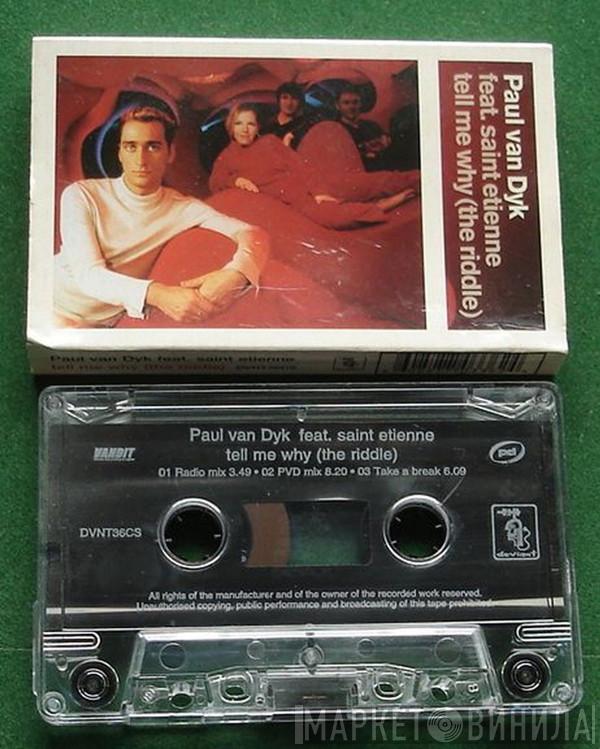 Paul van Dyk
feat. saint etienne
tell me why (the riddle)
Paul van Dyk feat. saint etienne
tell me why (the riddle)
VANDIT
Paul van Dyk feat. saint etienne
tell me why (the riddle)
pd
01 Radio mix 3.49 • 02 PVD mix 8.20 • 03 Take a break 6.09
DVNT36CS
deviant
All rights of the manufacturer and of the owner of the recorded work reserved.
Unauthorised copying, public performance and broadcasting of this tape prohibited.
МАРКЕТ ВИНИЛА